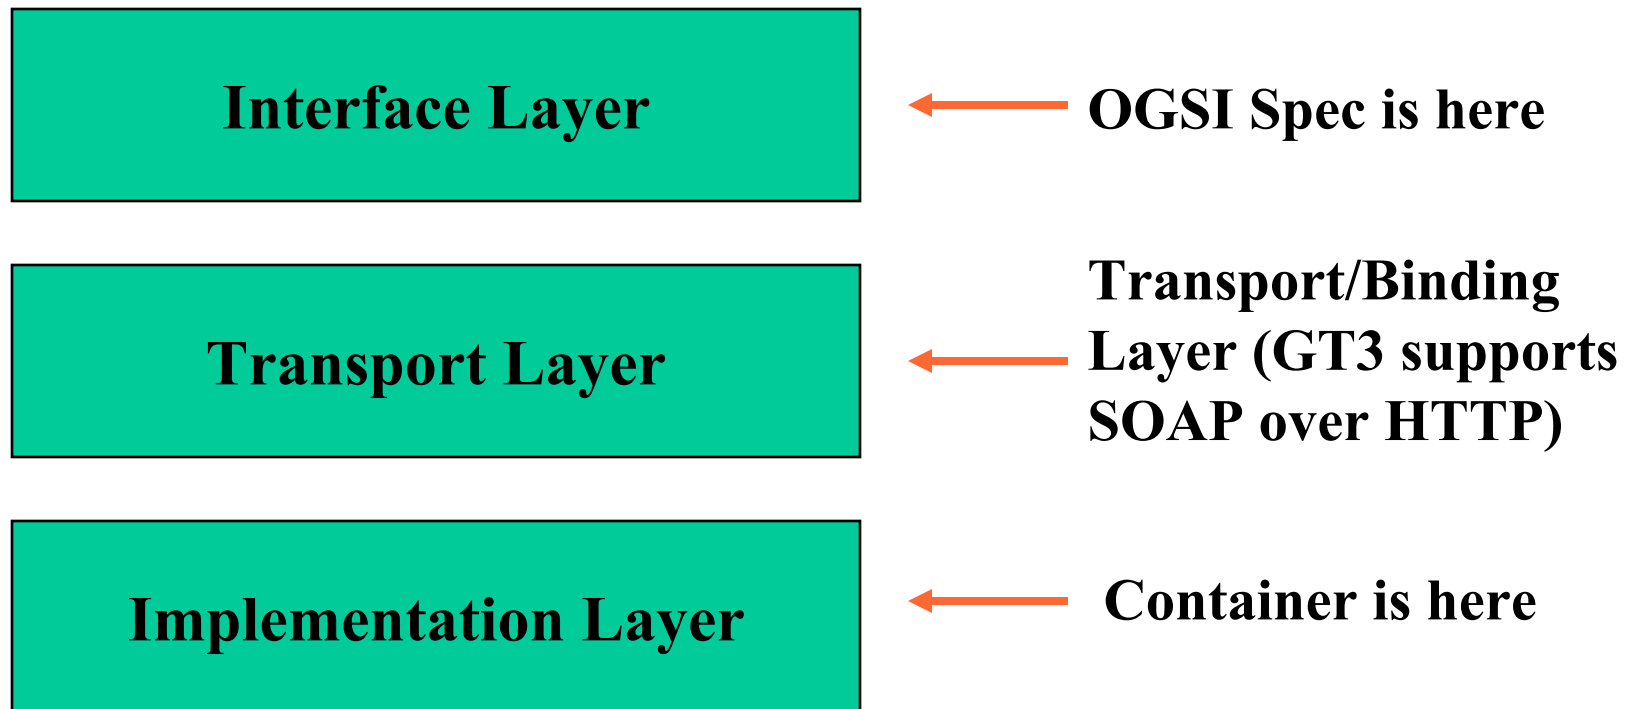 Interface Layer
OGSI Spec is here
Transport Layer
Transport/Binding
Layer (GT3 supports
SOAP over HTTP)
Implementation Layer
Container is here